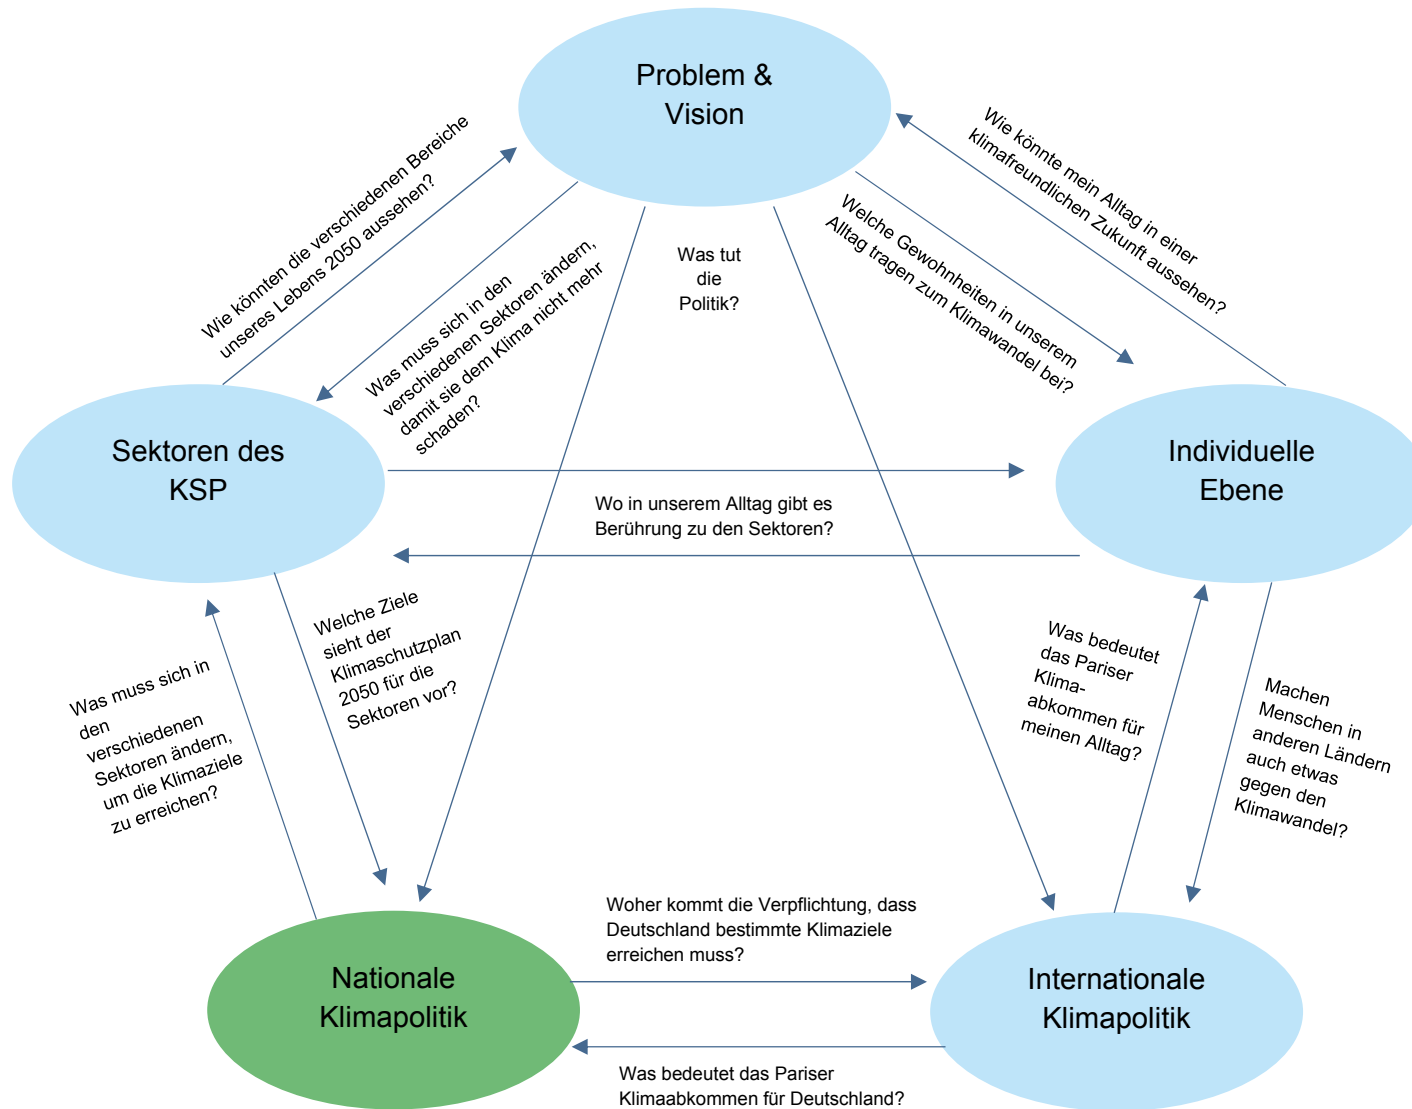 Problem &
Vision
Wie könnten die verschiedenen Bereiche
unseres Lebens 2050 aussehen?
Was muss sich in den
verschiedenen Sektoren ändern,
damit sie dem Klima nicht mehr
schaden?
Was tut
die
Politik?
Welche Gewohnheiten in unserem
Alltag tragen zum Klimawandel bei?
Wie könnte mein Alltag in einer
klimafreundlichen Zukunft aussehen?
Sektoren des
KSP
Individuelle
Ebene
Wo in unserem Alltag gibt es
Berührung zu den Sektoren?
Was muss sich in
den
verschiedenen
Sektoren ändern,
um die Klimaziele
zu erreichen?
Welche Ziele
sieht der
Klimaschutzplan
2050 für die
Sektoren vor?
Was bedeutet
das Pariser
Klima-
abkommen für
meinen Alltag?
Machen
Menschen in
anderen Ländern
auch etwas
gegen den
Klimawandel?
Woher kommt die Verpflichtung, dass
Deutschland bestimmte Klimaziele
erreichen muss?
Nationale
Klimapolitik
Internationale
Klimapolitik
Was bedeutet das Pariser
Klimaabkommen für Deutschland?